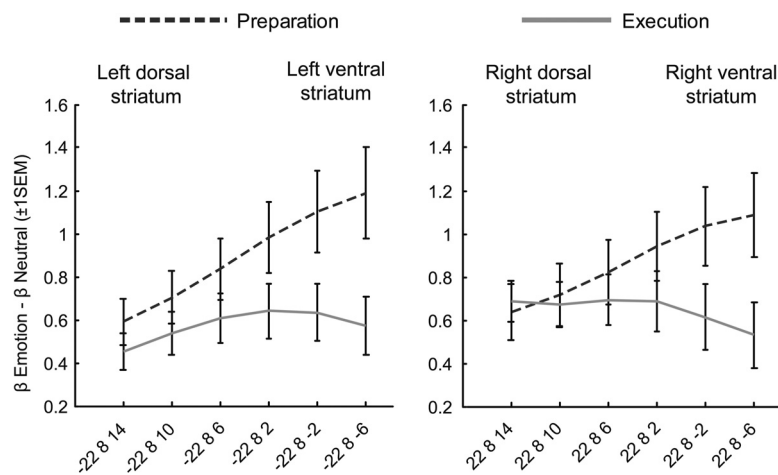 Preparation
Execution
Left dorsal
striatum
Left ventral
striatum
Right dorsal
striatum
Right ventral
striatum
β Emotion - β Neutral (±1SEM)
1.6
1.4
1.2
1
0.8
0.6
0.4
0.2
-22 8 14
-22 8 10
-22 8 6
-22 8 2
-22 8 -2
-22 8 -6
1.6
1.4
1.2
1
0.8
0.6
0.4
0.2
22 8 14
22 8 10
22 8 6
22 8 2
22 8 -2
22 8 -6